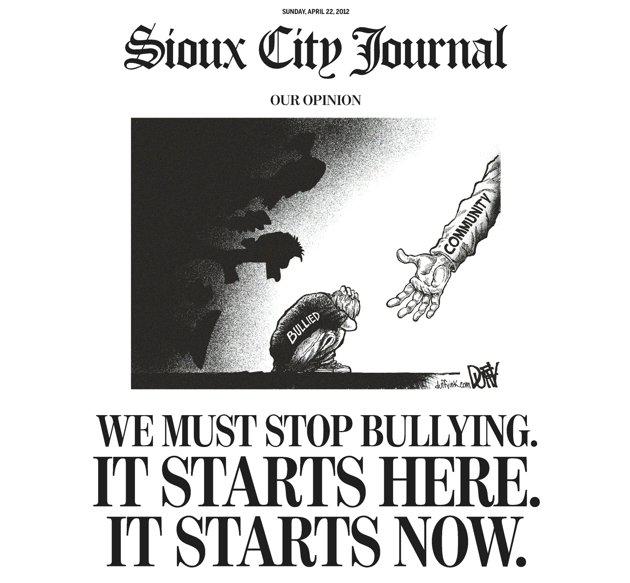 SUNDAY, APRIL 22, 2012
Sioux City Journal
OUR OPINION
COMMUNITY
BULLIED
duffyink.com DUFFY
WE MUST STOP BULLYING.
IT STARTS HERE.
IT STARTS NOW.